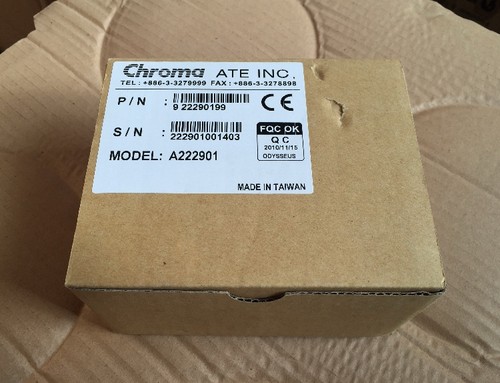 Chroma ATE INC.
TEL : +886-3-3279999 FAX : +886-3-3278898
P / N : 9 22290199
CE
S / N : 222901001403
FQC OK
Q C
2010/11/15
ODYSSEUS
MODEL: A222901
MADE IN TAIWAN